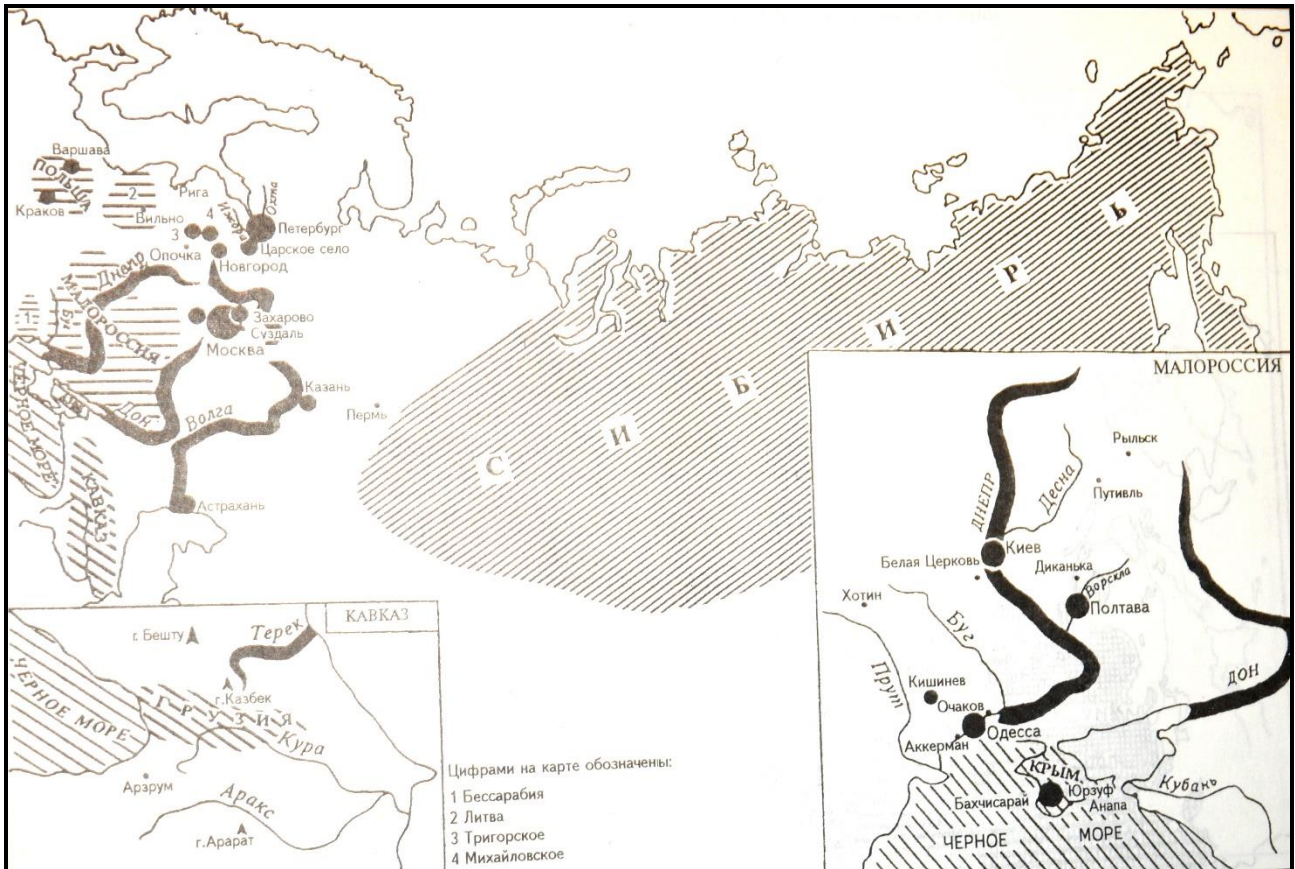 Варшава
ПОЛЬША
Краков
2
Вильно
Рига
3
4
Опочка
Ижора
Охта
Петербург
Царское село
Новгород
Днепр
МАЛОРОССИЯ
1
Буг
Захарово
Суздаль
Москва
ЧЕРНОЕ МОРЕ
Дон
Волга
Казань
Пермь
КАВКАЗ
Астрахань
С И Б И Р Ь
КАВКАЗ
г. Бешту
Терек
г.Казбек
ЧЕРНОЕ МОРЕ
ГРУЗИЯ
Кура
Арзрум
Аракс
г.Арарат
Цифрами на карте обозначены:
1 Бессарабия
2 Литва
3 Тригорское
4 Михайловское
МАЛОРОССИЯ
Рыльск
ДНЕПР
Десна
Путивль
Киев
Белая Церковь
Диканька
Ворскла
Хотин
Полтава
Буг
Прут
Кишинев
Очаков
ДОН
Одесса
Аккерман
КРЫМ
Юрзуф
Кубань
Бахчисарай
Анапа
ЧЕРНОЕ МОРЕ